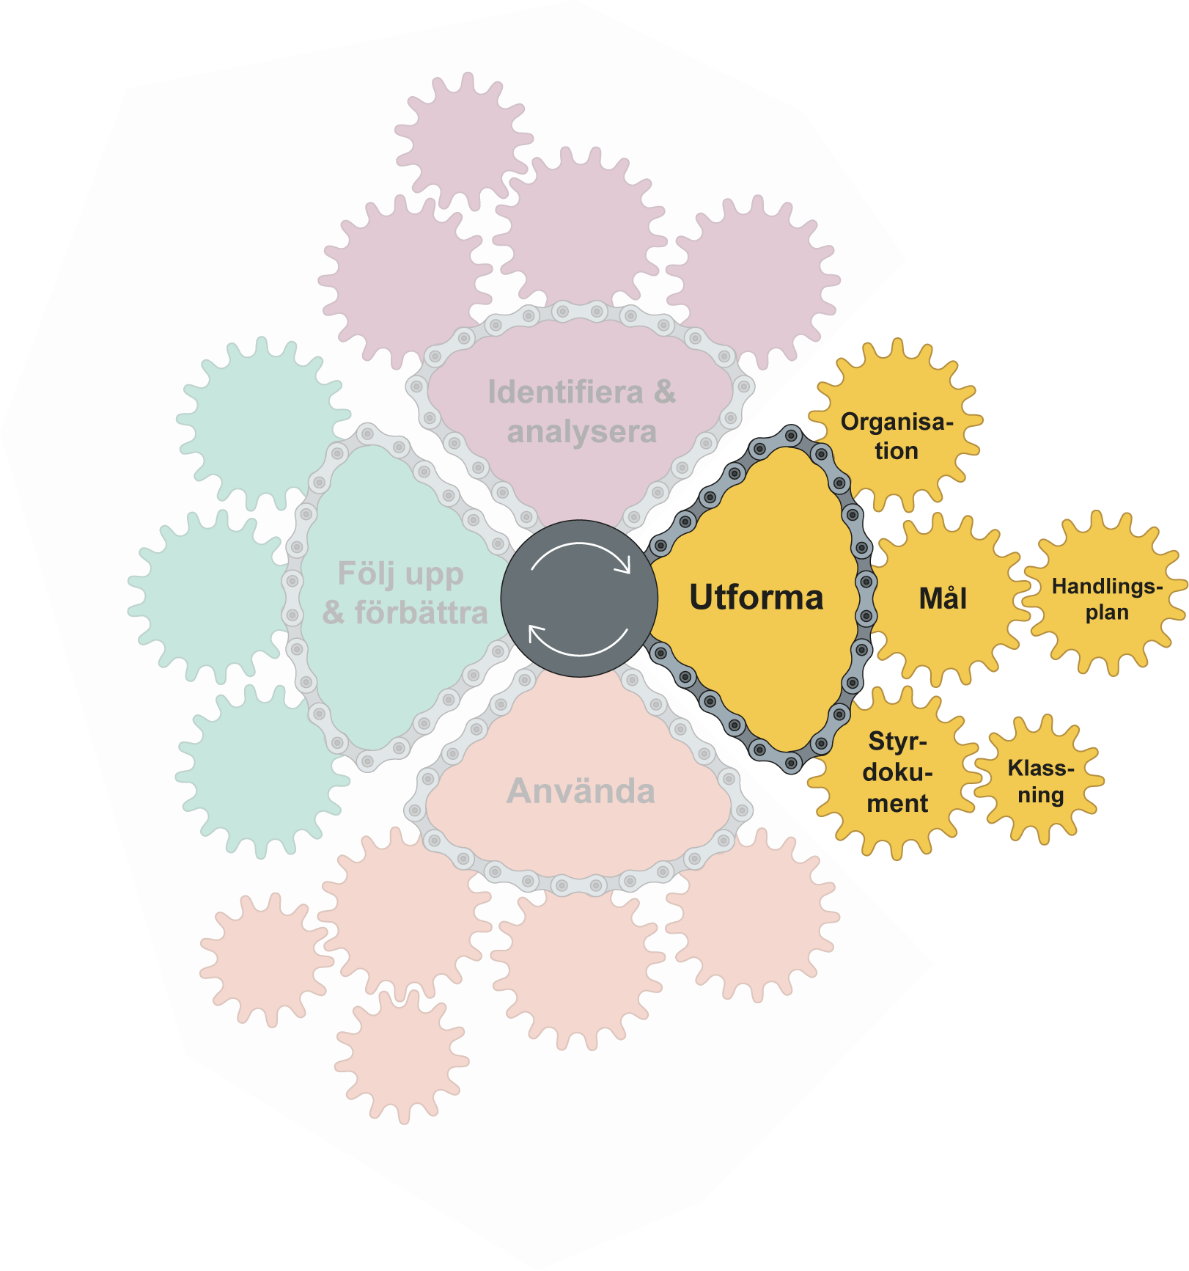 Identifiera &
analysera
Organisa-
tion
Följ upp
& förbättra
Utforma
Mål
Handlings-
plan
Styr-
doku-
ment
Klass-
ning
Använda